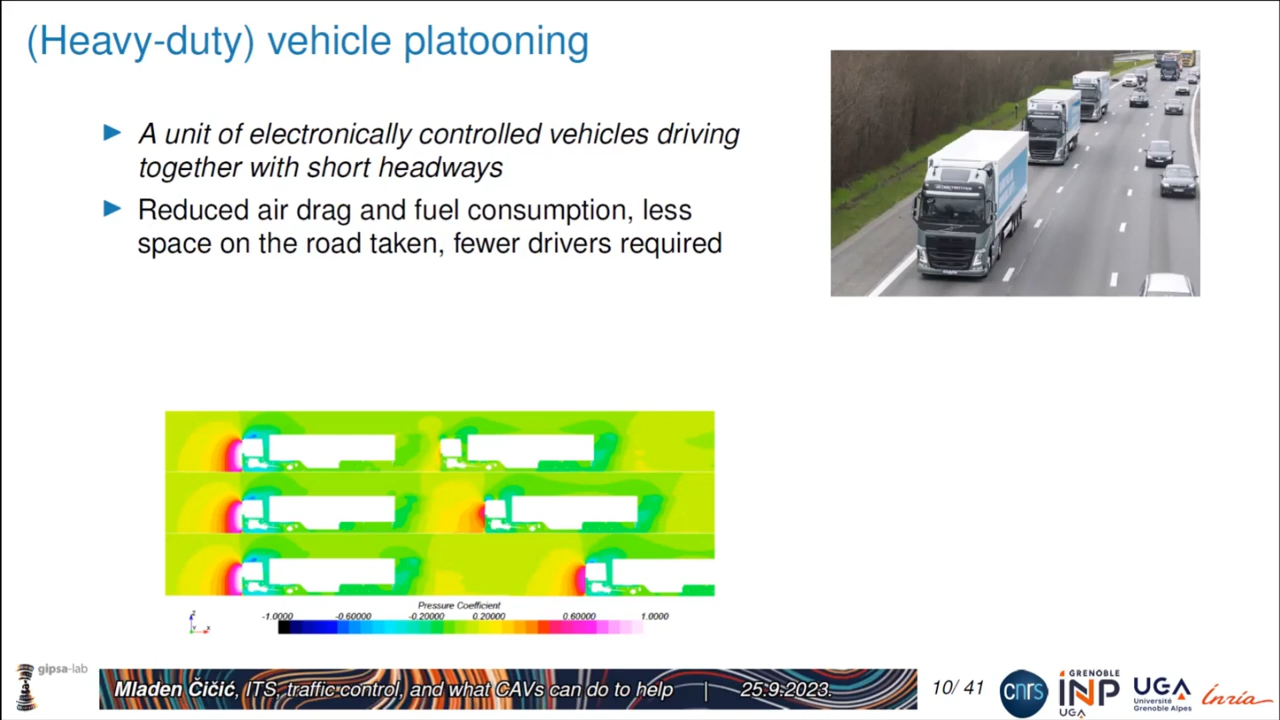 (Heavy-duty) vehicle platooning
A unit of electronically controlled vehicles driving
together with short headways
Reduced air drag and fuel consumption, less
space on the road taken, fewer drivers required
Pressure Coefficient
-1.0000 -0.60000 -0.20000 0.20000 0.60000 1.0000
Z
Y X
gipsa-lab
gipsa-lab
Mladen Čičić, ITS, traffic control, and what CAVs can do to help | 25.9.2023.
10/ 41
cnrs
GRENOBLE
INP
UGA
UGA
Université
Grenoble Alpes
Inria